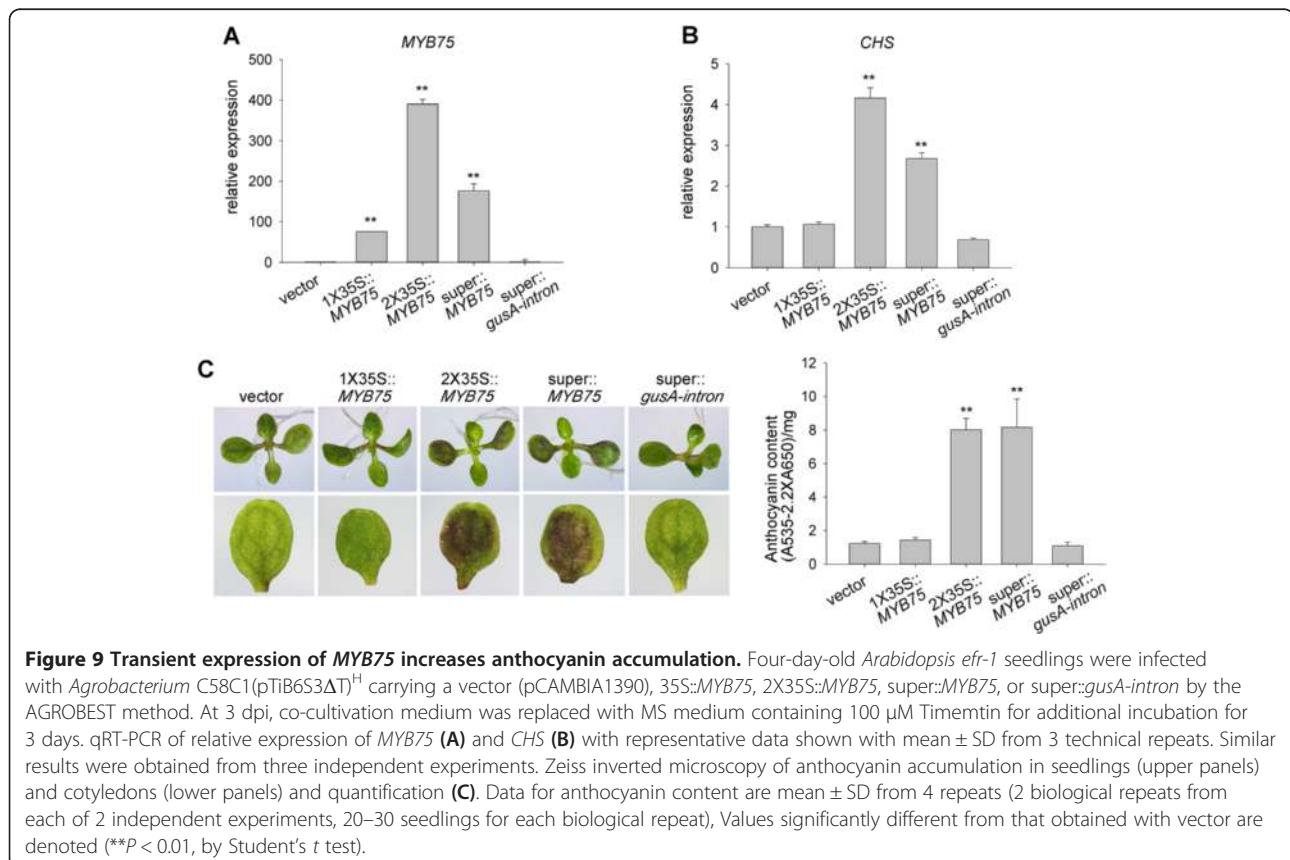 A
MYB75
relative expression
500
400
300
200
100
0
**
**
**
vector
1X35S::
MYB75
2X35S::
MYB75
super::
MYB75
super::
gusA-intron
B
CHS
relative expression
5
4
3
2
1
0
**
**
vector
1X35S::
MYB75
2X35S::
MYB75
super::
MYB75
super::
gusA-intron
C
vector
1X35S::
MYB75
2X35S::
MYB75
super::
MYB75
super::
gusA-intron
Anthocyanin content
(A535-2.2XA650)/mg
12
10
8
6
4
2
0
**
**
vector
1X35S::
MYB75
2X35S::
MYB75
super::
MYB75
super::
gusA-intron
Figure 9 Transient expression of MYB75 increases anthocyanin accumulation. Four-day-old Arabidopsis efr-1 seedlings were infected
with Agrobacterium C58C1(pTiB6S3ΔT)H carrying a vector (pCAMBIA1390), 35S::MYB75, 2X35S::MYB75, super::MYB75, or super::gusA-intron by the
AGROBEST method. At 3 dpi, co-cultivation medium was replaced with MS medium containing 100 μM Timemtin for additional incubation for
3 days. qRT-PCR of relative expression of MYB75 (A) and CHS (B) with representative data shown with mean ± SD from 3 technical repeats. Similar
results were obtained from three independent experiments. Zeiss inverted microscopy of anthocyanin accumulation in seedlings (upper panels)
and cotyledons (lower panels) and quantification (C). Data for anthocyanin content are mean ± SD from 4 repeats (2 biological repeats from
each of 2 independent experiments, 20–30 seedlings for each biological repeat), Values significantly different from that obtained with vector are
denoted (**P < 0.01, by Student's t test).